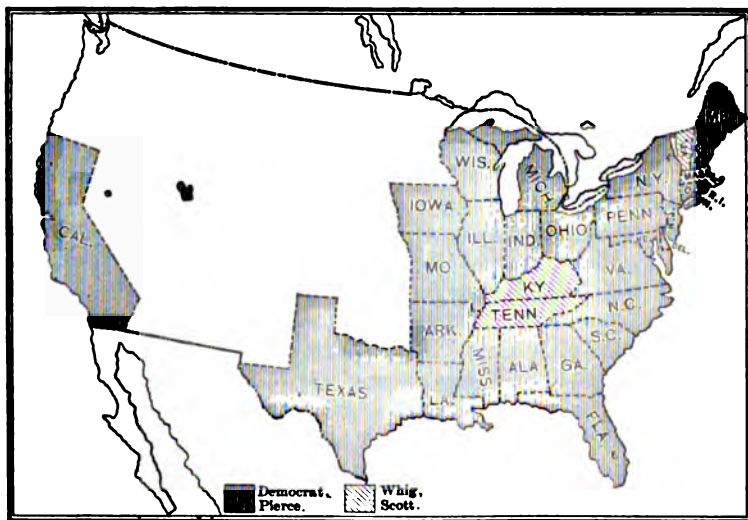 WIS.
MICH.
N.Y.
IOWA
ILL.
IND
OHIO
PENN
CAL.
MO
KY.
VA.
TENN.
N.C.
ARK.
S.C.
MISS
ALA
GA.
TEXAS
LA.
FLA.
Democrat, Pierce.
Whig, Scott.